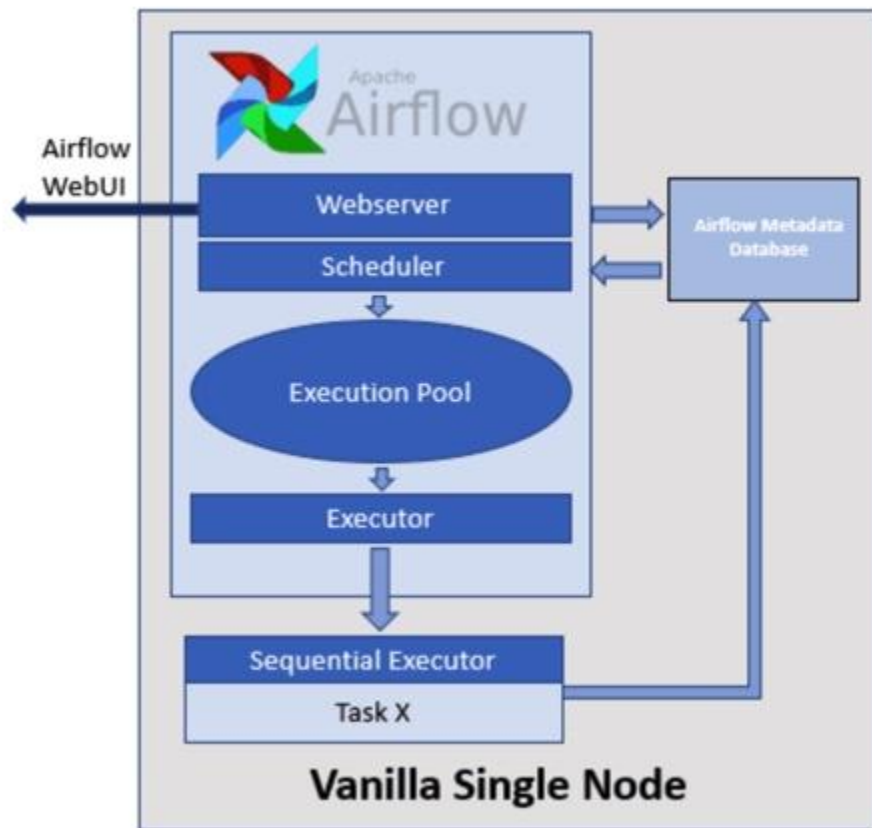 Apache
Airflow
Airflow
WebUI
Webserver
Airflow Metadata
Database
Scheduler
Execution Pool
Executor
Sequential Executor
Task X
Vanilla Single Node